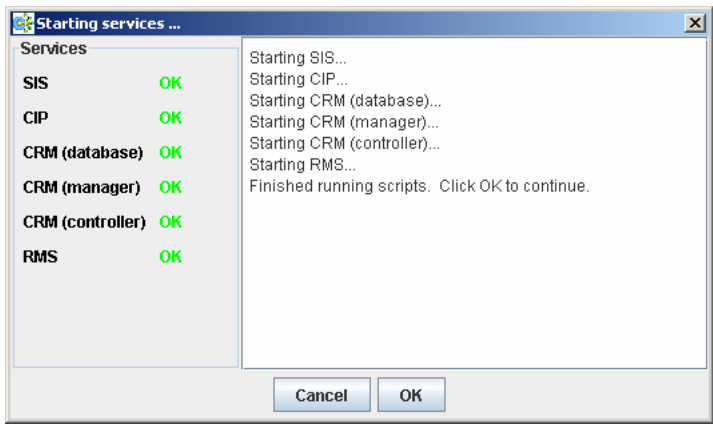 Starting services ...
Services
SIS OK
CIP OK
CRM (database) OK
CRM (manager) OK
CRM (controller) OK
RMS OK
Starting SIS...
Starting CIP...
Starting CRM (database)...
Starting CRM (manager)...
Starting CRM (controller)...
Starting RMS...
Finished running scripts.  Click OK to continue.
Cancel OK